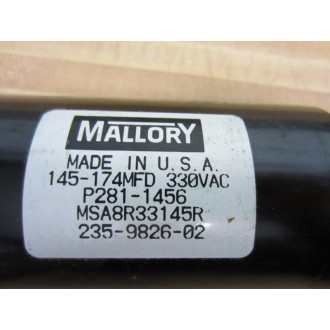 MALLORY
MADE IN U.S.A.
145-174MFD 330VAC
P281-1456
MSA8R33145R
235-9826-02